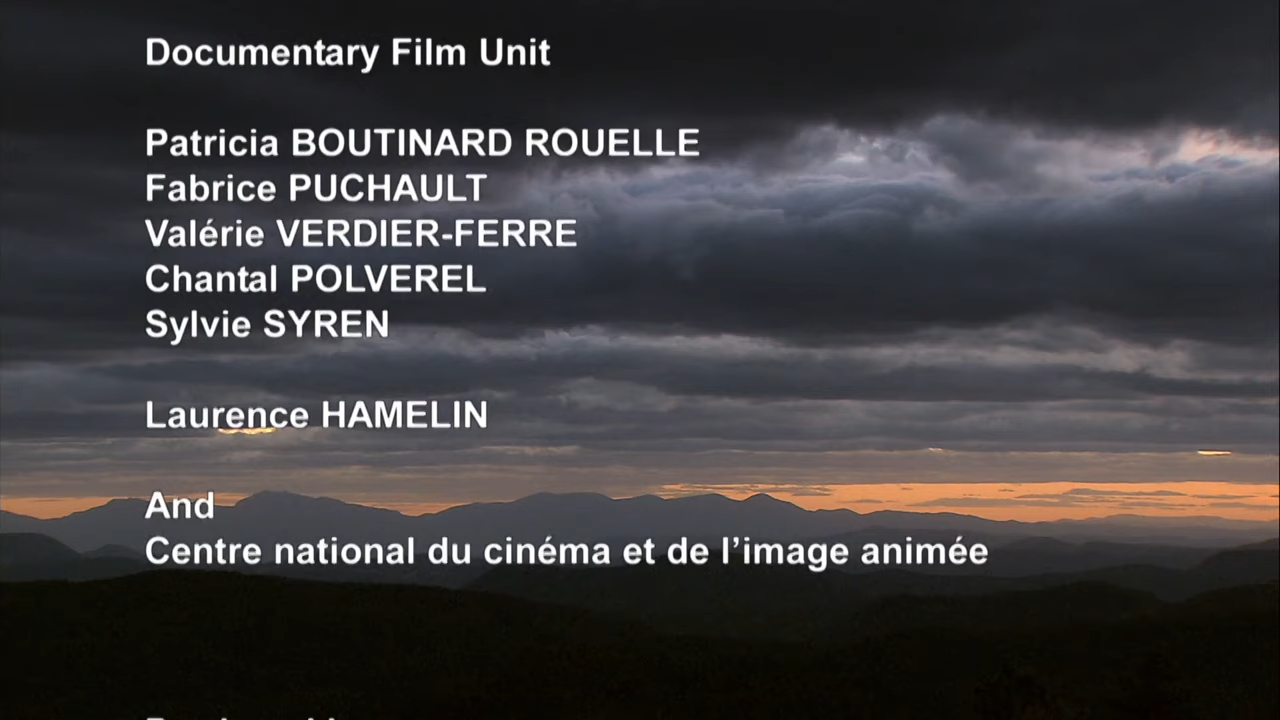 Documentary Film Unit
Patricia BOUTINARD ROUELLE
Fabrice PUCHAULT
Valérie VERDIER-FERRE
Chantal POLVEREL
Sylvie SYREN
Laurence HAMELIN
And
Centre national du cinéma et de l’image animée